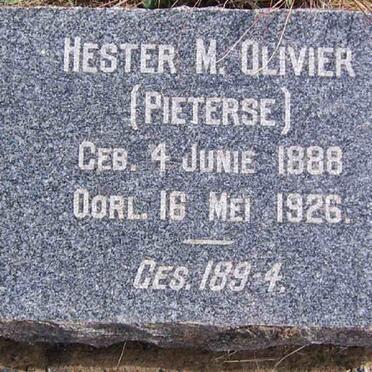 HESTER M. OLIVIER
(PIETERSE)
GEB. 4 JUNIE 1888
OORL. 16 MEI 1926.
GES. 189-4.